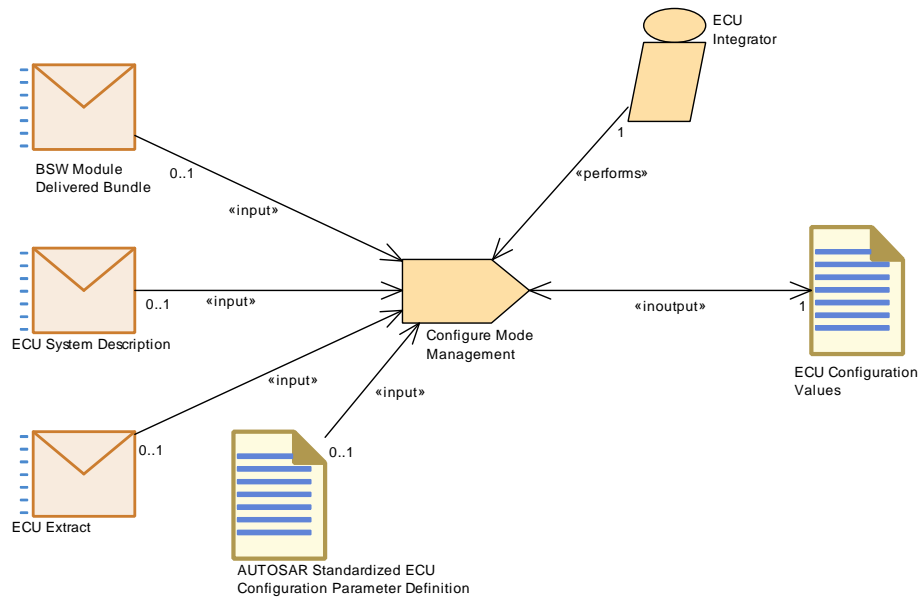 ECU
Integrator
1
«performs»
BSW Module
Delivered Bundle
0..1
«input»
ECU System Description
0..1
«input»
Configure Mode
Management
«inoutput»
1
ECU Configuration
Values
ECU Extract
0..1
«input»
«input»
0..1
AUTOSAR Standardized ECU
Configuration Parameter Definition